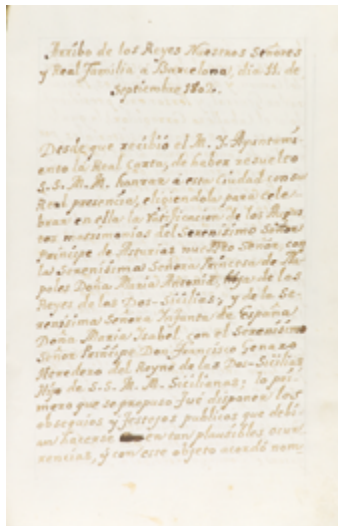 Arribo de los Reyes Nuestros Señores
y Real Familia a Barcelona, dia 11. de
Septiembre 1802.
Desde que recibió el M. Y. Ayuntami-
ento la Real Carta, de haber resuelto
S.S. M.M. honrar a esta Ciudad con su
Real presencia, eligiendola para cele-
brar en ella la ratificacion de los Augus-
tos matrimonios del Serenisimo Señor
Principe de Asturias nuestro Señor, con
la Serenisima Señora Princesa de Na-
poles Doña Maria Antonia, Hija de los
Reyes de las Dos-Sicilias; y de la Se-
renisima Señora Infanta de España
Doña Maria Isabel, con el Serenisimo
Señor Principe Don Francisco Genaro
Heredero del Reyno de las Dos-Sicilias
Hijo de S.S. M.M. Sicilianas; lo pri-
mero que se propuso fué disponer los
obsequios y festejos publicos que debi-
an hacerse en tan plausibles ocur-
rencias, y con este objeto acordó nom-